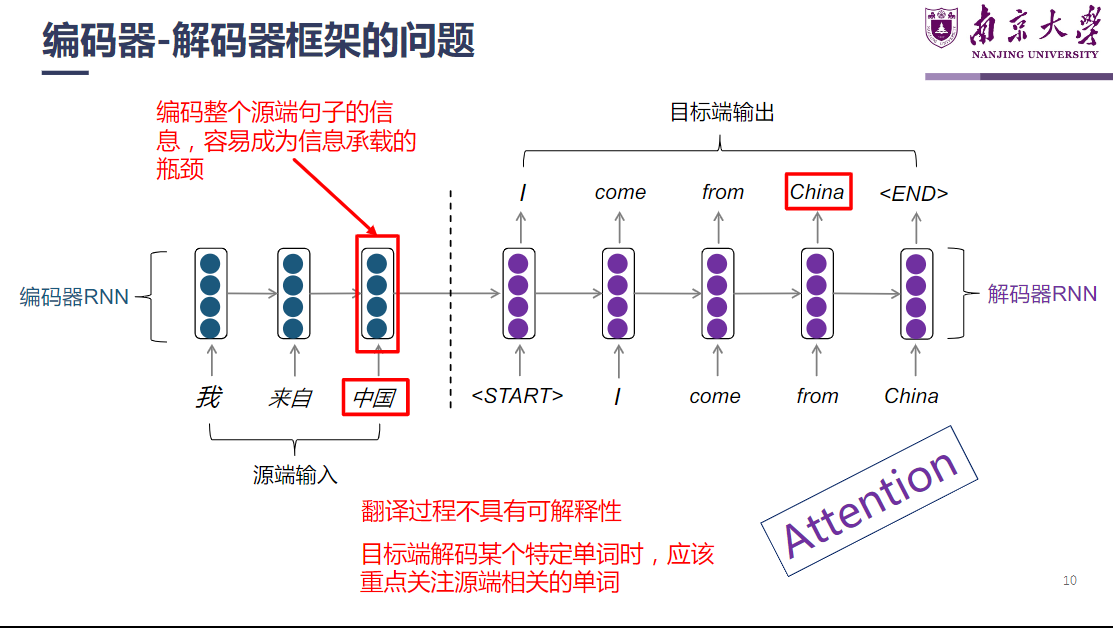 编码器-解码器框架的问题
南京大学
NANJING UNIVERSITY
编码整个源端句子的信
息，容易成为信息承载的
瓶颈
目标端输出
I come from China <END>
编码器RNN
解码器RNN
我 来自 中国 <START> I come from China
源端输入
翻译过程不具有可解释性
目标端解码某个特定单词时，应该
重点关注源端相关的单词
Attention
10